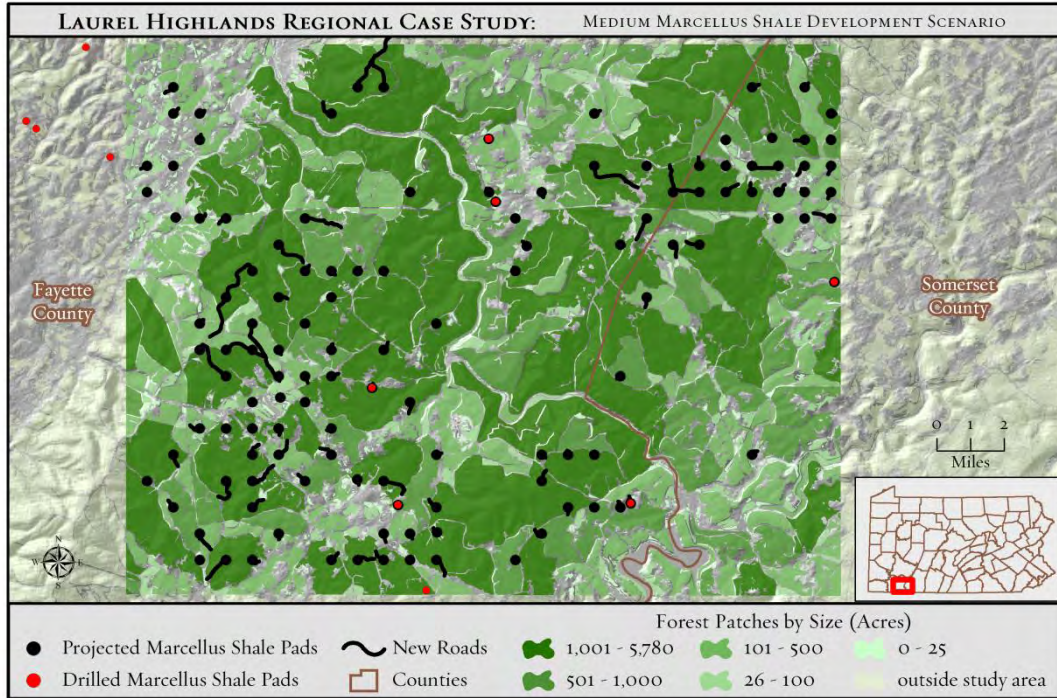 Laurel Highlands Regional Case Study: Medium Marcellus Shale Development Scenario
Fayette
County
Somerset
County
0 1 2
Miles
N
W E
S
Forest Patches by Size (Acres)
Projected Marcellus Shale Pads New Roads 1,001 - 5,780 101 - 500 0 - 25
Drilled Marcellus Shale Pads Counties 501 - 1,000 26 - 100 outside study area